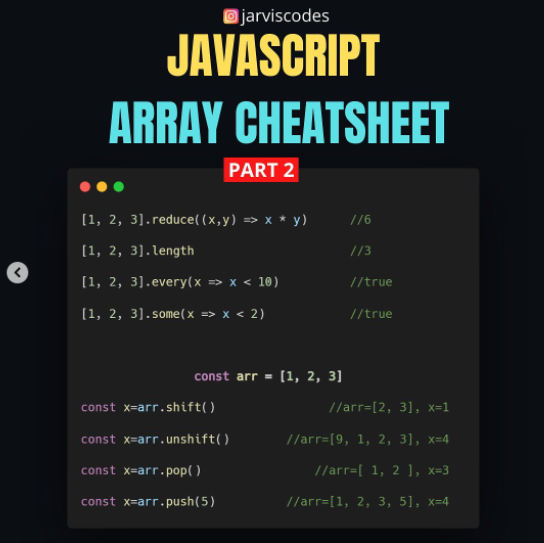 jarviscodes
JAVASCRIPT
ARRAY CHEATSHEET
PART 2
[1, 2, 3].reduce((x,y) => x * y) //6
[1, 2, 3].length //3
[1, 2, 3].every(x => x < 10) //true
[1, 2, 3].some(x => x < 2) //true
const arr = [1, 2, 3]
const x=arr.shift() //arr=[2, 3], x=1
const x=arr.unshift() //arr=[9, 1, 2, 3], x=4
const x=arr.pop() //arr=[ 1, 2 ], x=3
const x=arr.push(5) //arr=[1, 2, 3, 5], x=4